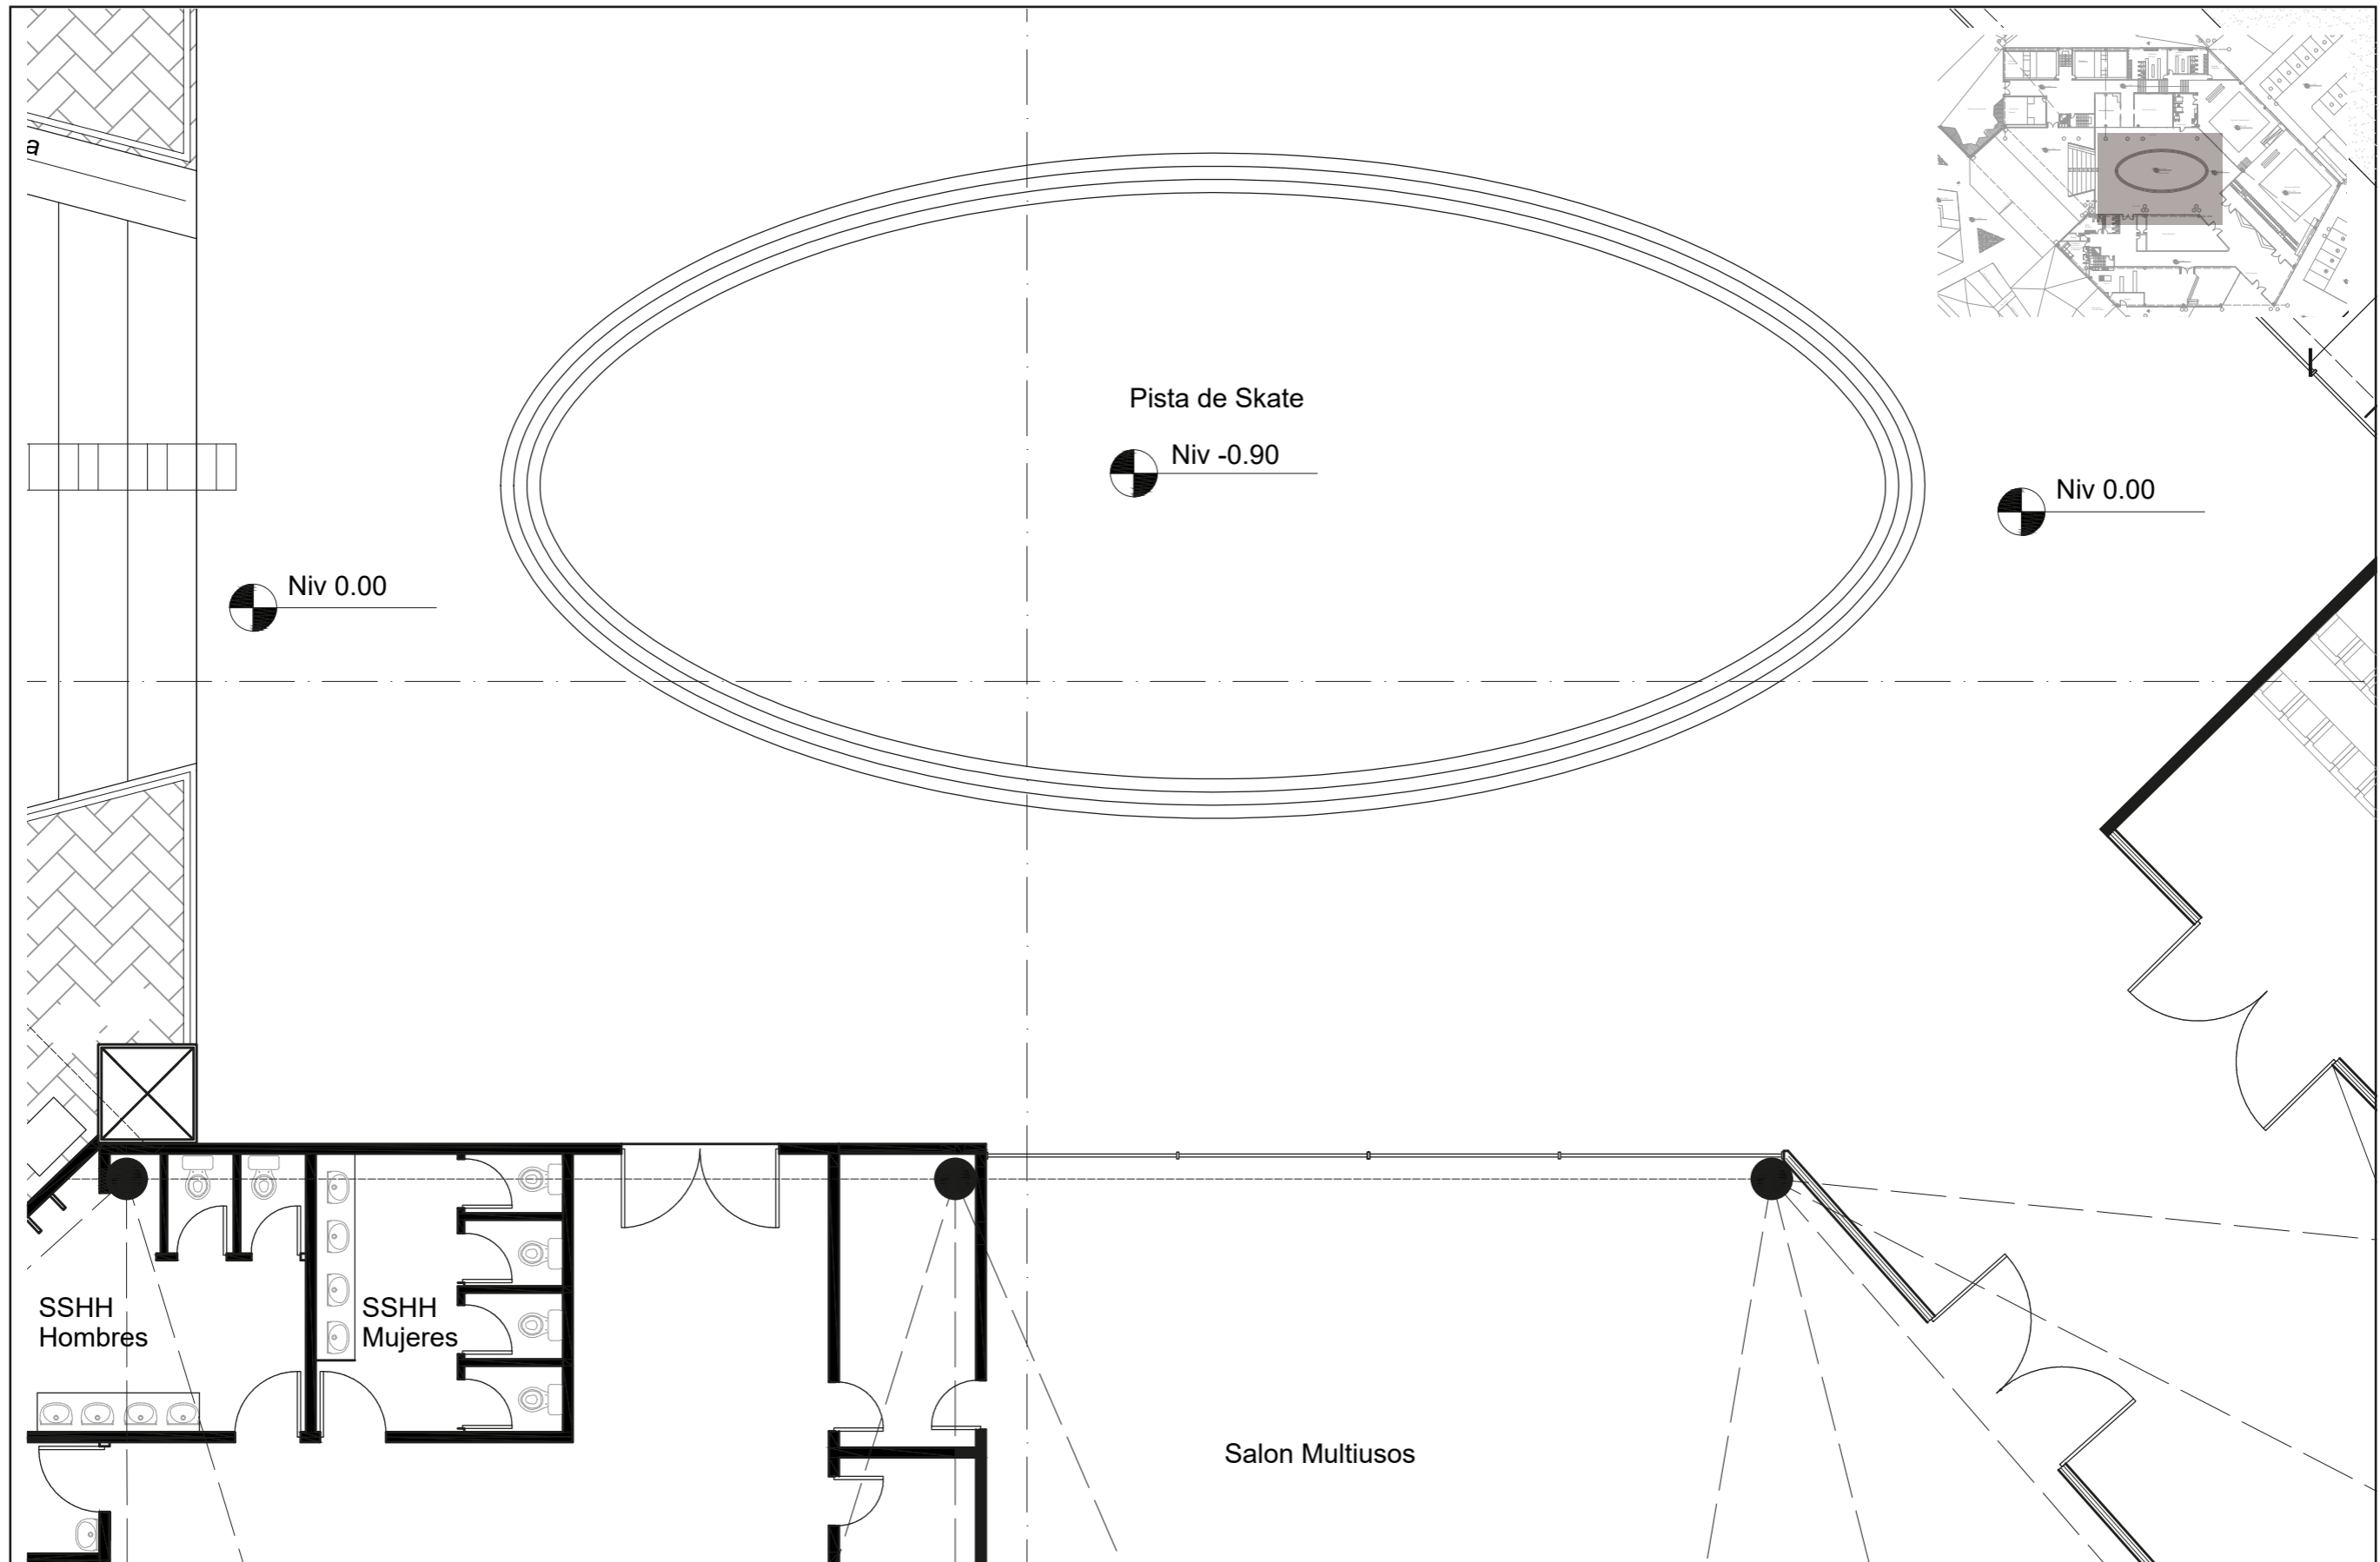 a
Pista de Skate
Niv -0.90
Niv 0.00
Niv 0.00
SSHH
Hombres
SSHH
Mujeres
Salon Multiusos